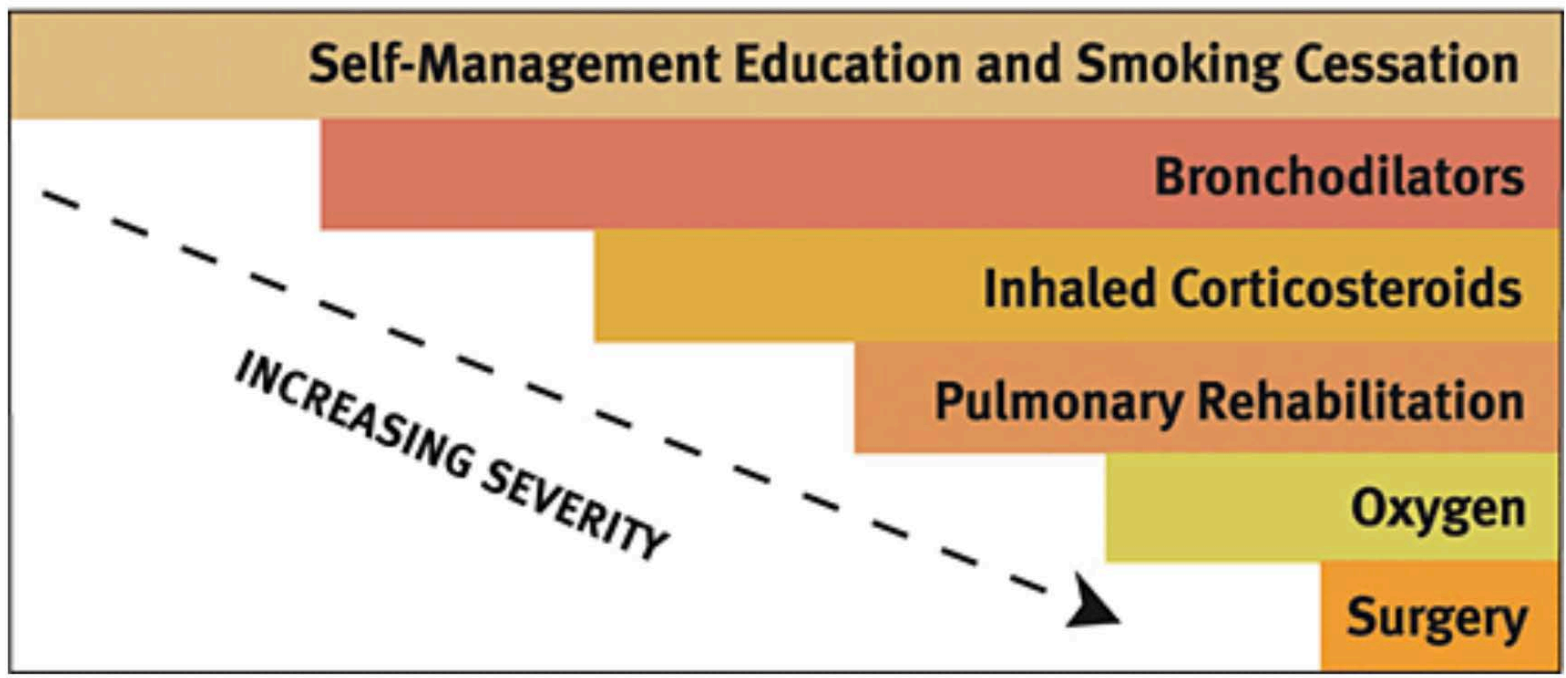 Self-Management Education and Smoking Cessation
Bronchodilators
Inhaled Corticosteroids
Pulmonary Rehabilitation
Oxygen
Surgery
INCREASING SEVERITY